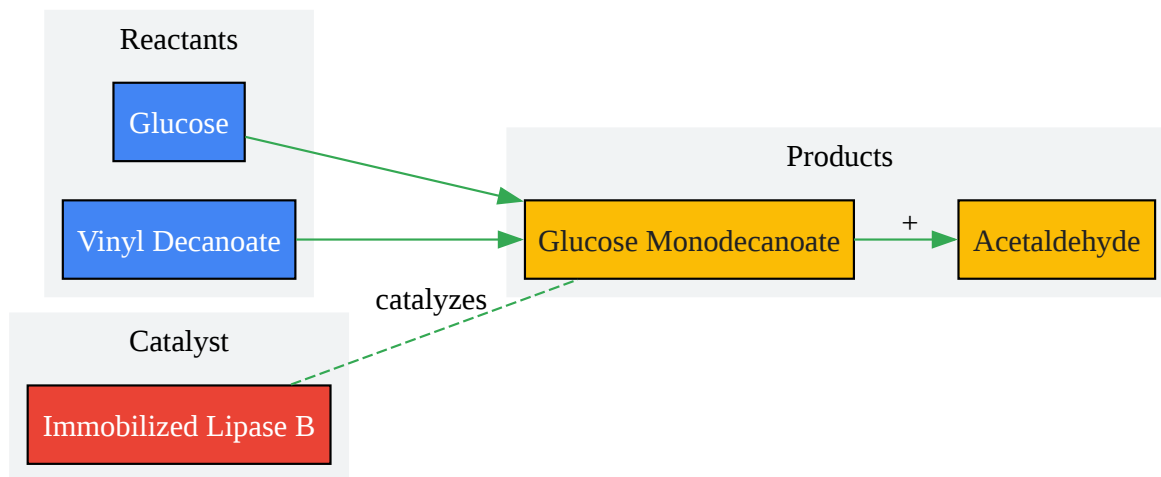 Reactants
Glucose
Vinyl Decanoate
Products
Glucose Monodecanoate
+
Acetaldehyde
catalyzes
Catalyst
Immobilized Lipase B